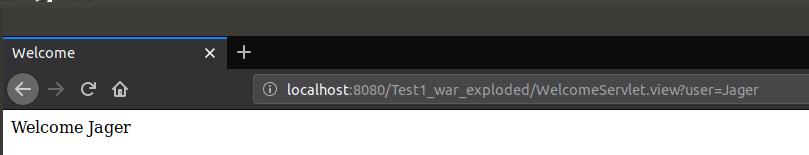 Welcome
localhost:8080/Test1_war_exploded/WelcomeServlet.view?user=Jager
Welcome Jager